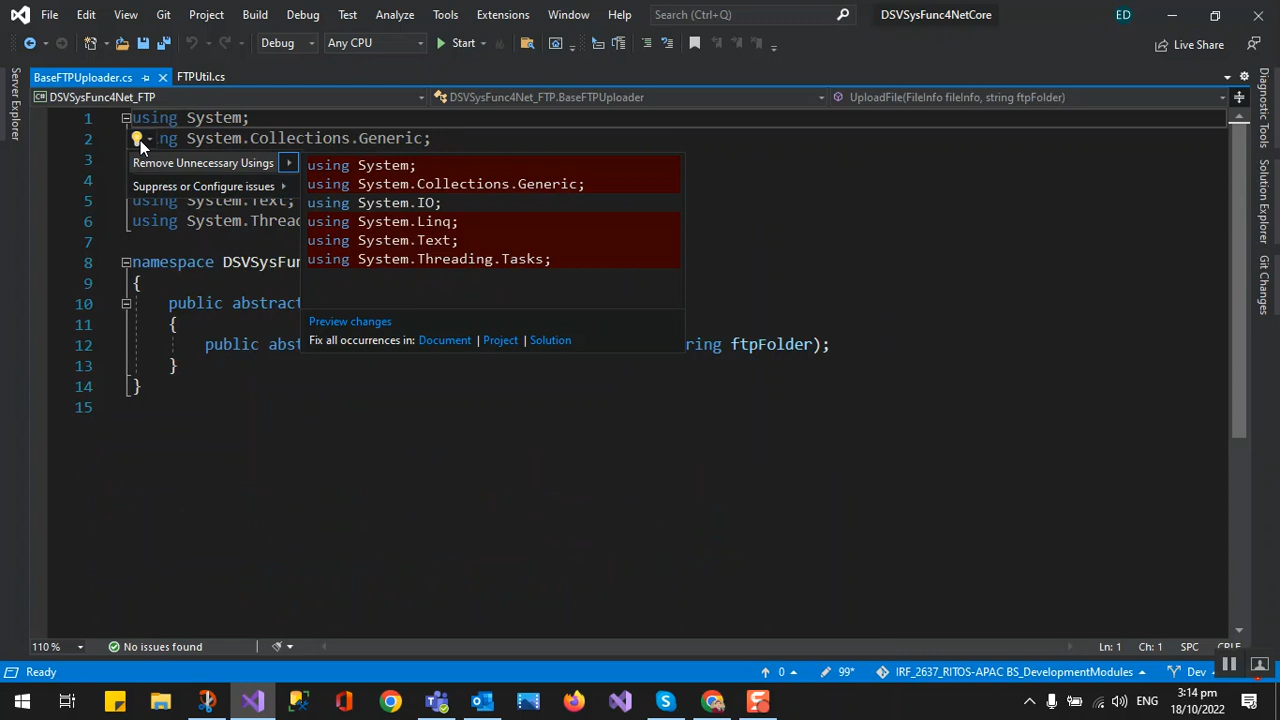 File Edit View Git Project Build Debug Test Analyze Tools Extensions Window Help Search (Ctrl+Q) DSVSysFunc4NetCore ED
Debug Any CPU Start Live Share
BaseFTPUploader.cs FTPUtil.cs
DSVSysFunc4Net_FTP DSVSysFunc4Net_FTP.BaseFTPUploader UploadFile(FileInfo fileInfo, string ftpFolder)
Server Explorer
1 using System;
2 ng System.Collections.Generic;
3
4
5 using System.Text;
6 using System.Threa
7
8 namespace DSVSysFun
9 {
10 public abstract
11 {
12 public abst ring ftpFolder);
13 }
14 }
15
Remove Unnecessary Usings
Suppress or Configure issues
using System;
using System.Collections.Generic;
using System.IO;
using System.Linq;
using System.Text;
using System.Threading.Tasks;
Preview changes
Fix all occurrences in: Document | Project | Solution
Diagnostic Tools
Solution Explorer
Git Changes
110 % No issues found Ln: 1 Ch: 1 SPC CRLF
Ready 0 99* IRF_2637_RITOS-APAC BS_DevelopmentModules Dev
ENG 3:14 pm
18/10/2022